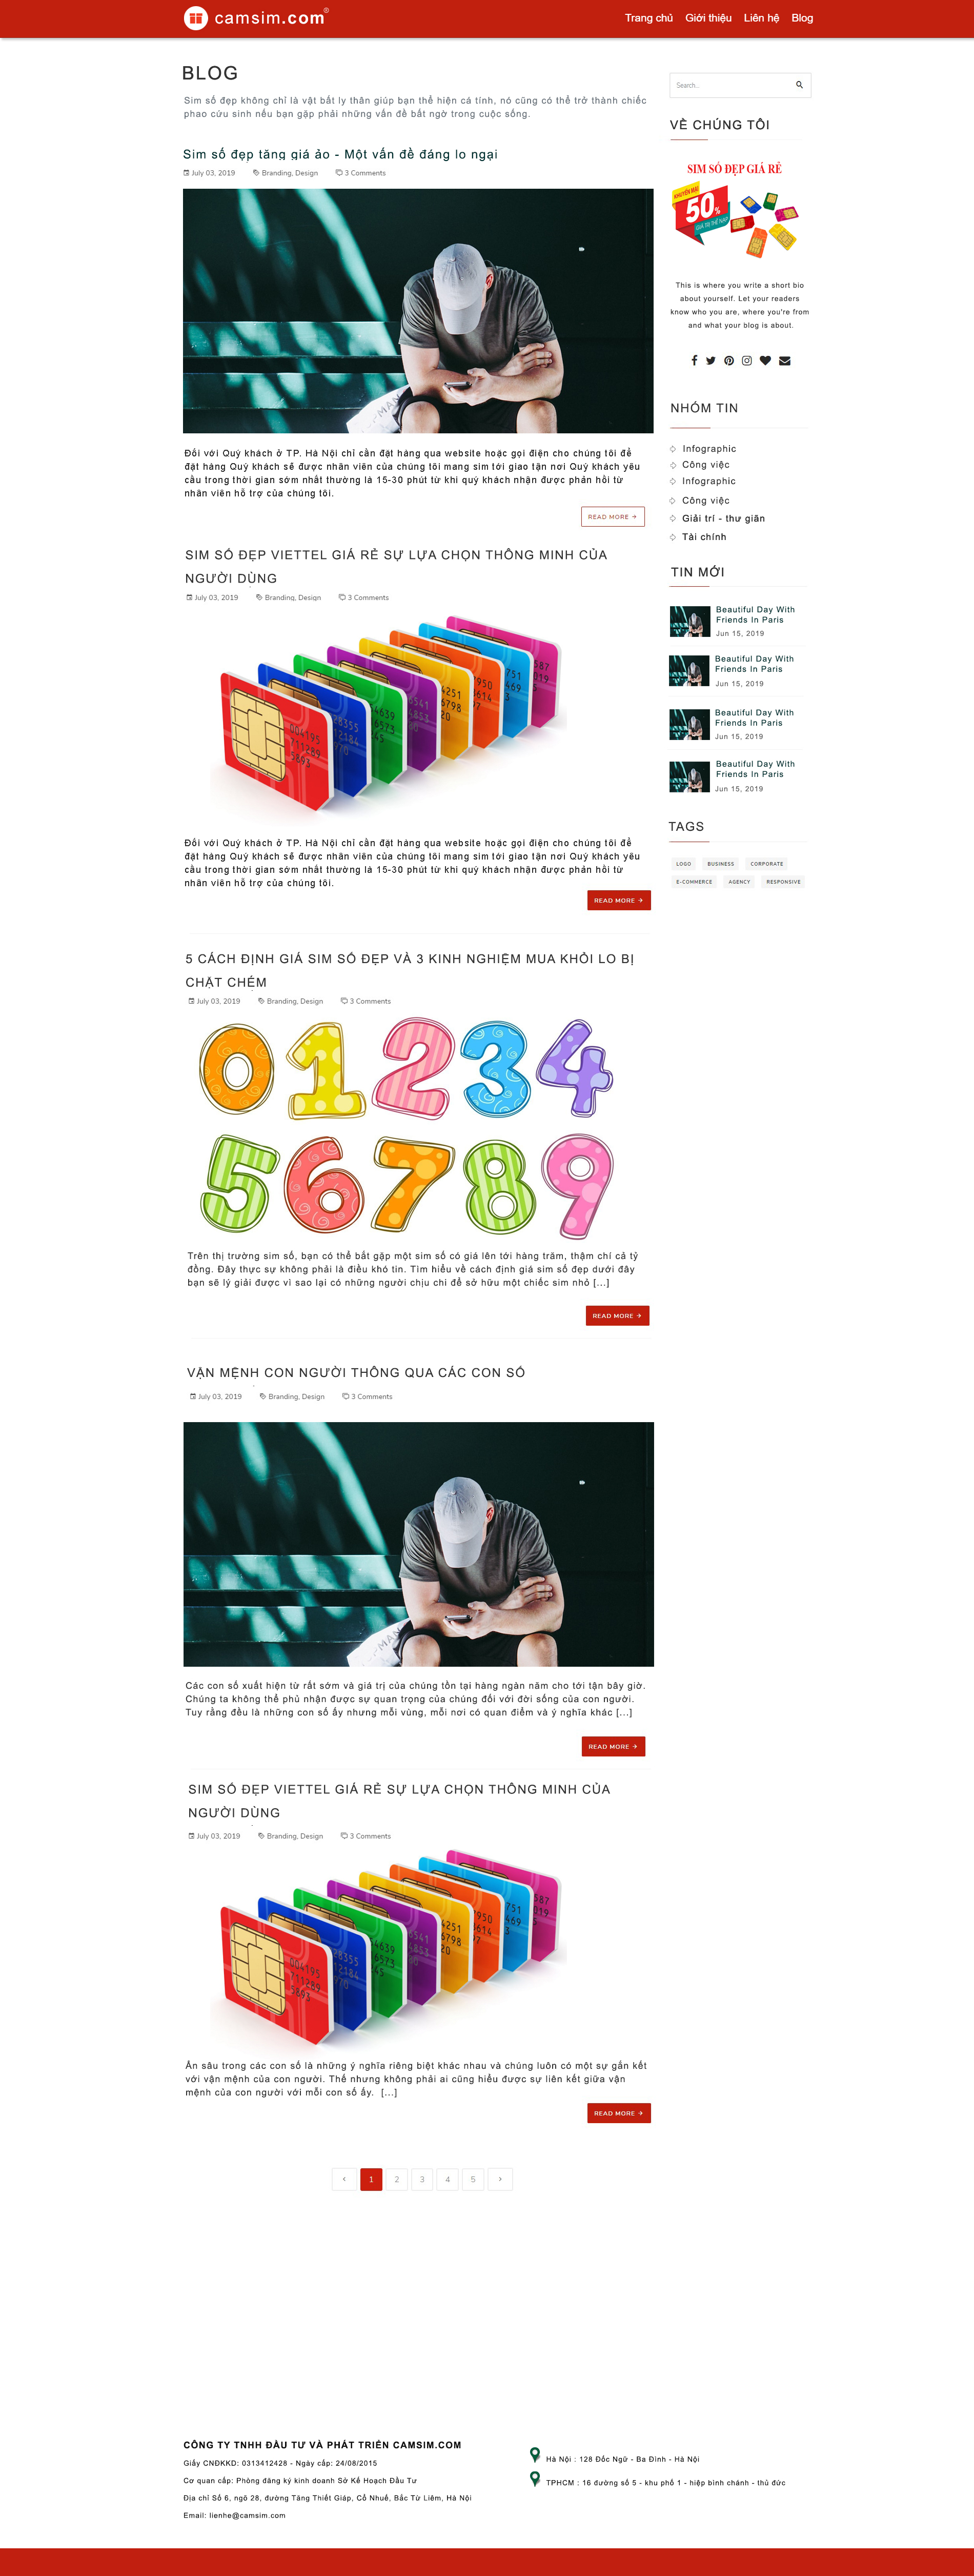 camsim.com®
Trang chủ Giới thiệu Liên hệ Blog
BLOG
Sim số đẹp không chỉ là vật bất ly thân giúp bạn thể hiện cá tính, nó cũng có thể trở thành chiếc
phao cứu sinh nếu bạn gặp phải những vấn đề bất ngờ trong cuộc sống.
Sim số đẹp tăng giá ảo - Một vấn đề đáng lo ngại
July 03, 2019 Branding, Design 3 Comments
Đối với Quý khách ở TP. Hà Nội chỉ cần đặt hàng qua website hoặc gọi điện cho chúng tôi để
đặt hàng Quý khách sẽ được nhân viên của chúng tôi mang sim tới giao tận nơi Quý khách yêu
cầu trong thời gian sớm nhất thường là 15-30 phút từ khi quý khách nhận được phản hồi từ
nhân viên hỗ trợ của chúng tôi.
READ MORE
SIM SỐ ĐẸP VIETTEL GIÁ RẺ SỰ LỰA CHỌN THÔNG MINH CỦA
NGƯỜI DÙNG
July 03, 2019 Branding, Design 3 Comments
Đối với Quý khách ở TP. Hà Nội chỉ cần đặt hàng qua website hoặc gọi điện cho chúng tôi để
đặt hàng Quý khách sẽ được nhân viên của chúng tôi mang sim tới giao tận nơi Quý khách yêu
cầu trong thời gian sớm nhất thường là 15-30 phút từ khi quý khách nhận được phản hồi từ
nhân viên hỗ trợ của chúng tôi.
READ MORE
5 CÁCH ĐỊNH GIÁ SIM SỐ ĐẸP VÀ 3 KINH NGHIỆM MUA KHỎI LO BỊ
CHẶT CHÉM
July 03, 2019 Branding, Design 3 Comments
0 1 2 3 4
5 6 7 8 9
Trên thị trường sim số, bạn có thể bắt gặp một sim số có giá lên tới hàng trăm, thậm chí cả tỷ
đồng. Đây thực sự không phải là điều khó tin. Tìm hiểu về cách định giá sim số đẹp dưới đây
bạn sẽ lý giải được vì sao lại có những người chịu chi để sở hữu một chiếc sim nhỏ [...]
READ MORE
VẬN MỆNH CON NGƯỜI THÔNG QUA CÁC CON SỐ
July 03, 2019 Branding, Design 3 Comments
Các con số xuất hiện từ rất sớm và giá trị của chúng tồn tại hàng ngàn năm cho tới tận bây giờ.
Chúng ta không thể phủ nhận được sự quan trọng của chúng đối với đời sống của con người.
Tuy rằng đều là những con số ấy nhưng mỗi vùng, mỗi nơi có quan điểm và ý nghĩa khác [...]
READ MORE
SIM SỐ ĐẸP VIETTEL GIÁ RẺ SỰ LỰA CHỌN THÔNG MINH CỦA
NGƯỜI DÙNG
July 03, 2019 Branding, Design 3 Comments
Ẩn sâu trong các con số là những ý nghĩa riêng biệt khác nhau và chúng luôn có một sự gắn kết
với vận mệnh của con người. Thế nhưng không phải ai cũng hiểu được sự liên kết giữa vận
mệnh của con người với mỗi con số ấy. [...]
READ MORE
1 2 3 4 5
Search...
VỀ CHÚNG TÔI
SIM SỐ ĐẸP GIÁ RẺ
KHUYẾN MẠI
50%
GIÁ TRỊ THẺ NẠP
This is where you write a short bio
about yourself. Let your readers
know who you are, where you're from
and what your blog is about.
NHÓM TIN
Infographic
Công việc
Infographic
Công việc
Giải trí - thư giãn
Tài chính
TIN MỚI
Beautiful Day With
Friends In Paris
Jun 15, 2019
Beautiful Day With
Friends In Paris
Jun 15, 2019
Beautiful Day With
Friends In Paris
Jun 15, 2019
Beautiful Day With
Friends In Paris
Jun 15, 2019
TAGS
LOGO BUSINESS CORPORATE
E-COMMERCE AGENCY RESPONSIVE
CÔNG TY TNHH ĐẦU TƯ VÀ PHÁT TRIỂN CAMSIM.COM
Giấy CNĐKKD: 0313412428 - Ngày cấp: 24/08/2015
Cơ quan cấp: Phòng đăng ký kinh doanh Sở Kế Hoạch Đầu Tư
Địa chỉ Số 6, ngõ 28, đường Tăng Thiết Giáp, Cổ Nhuế, Bắc Từ Liêm, Hà Nội
Email: lienhe@camsim.com
Hà Nội : 128 Đốc Ngữ - Ba Đình - Hà Nội
TPHCM : 16 đường số 5 - khu phố 1 - hiệp bình chánh - thủ đức